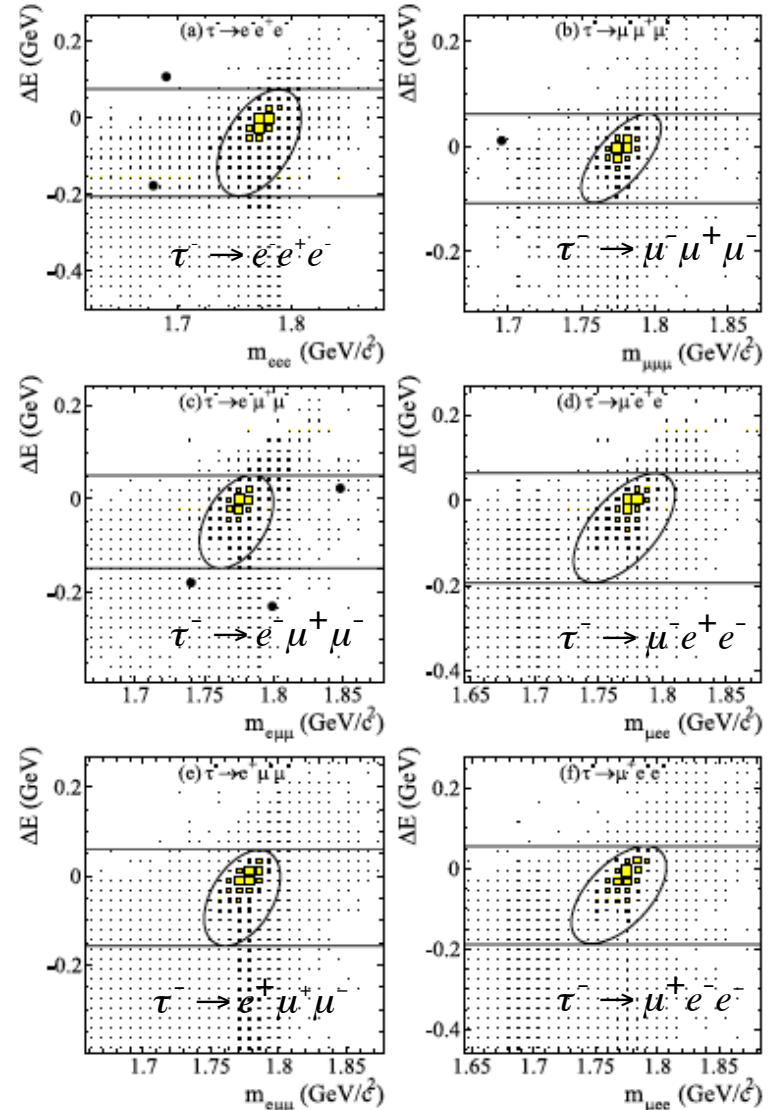 ΔE (GeV)
0.2
0
-0.2
-0.4
(a) τ⁻→e⁻e⁺e⁻
τ⁻ → e⁻e⁺e⁻
1.7 1.8
m_eee (GeV/c²)
ΔE (GeV)
0.2
0
-0.2
(b) τ⁻→μ⁻μ⁺μ⁻
τ⁻ → μ⁻μ⁺μ⁻
1.7 1.75 1.8 1.85
m_μμμ (GeV/c²)
ΔE (GeV)
0.2
0
-0.2
(c) τ⁻→e⁻μ⁺μ⁻
τ⁻ → e⁻μ⁺μ⁻
1.7 1.75 1.8 1.85
m_eμμ (GeV/c²)
ΔE (GeV)
0.2
0
-0.2
-0.4
(d) τ⁻→μ⁻e⁺e⁻
τ⁻ → μ⁻e⁺e⁻
1.65 1.7 1.75 1.8 1.85
m_μee (GeV/c²)
ΔE (GeV)
0.2
0
-0.2
(e) τ⁻→e⁺μ⁻μ⁻
τ⁻ → e⁺μ⁺μ⁻
1.7 1.75 1.8 1.85
m_eμμ (GeV/c²)
ΔE (GeV)
0.2
0
-0.2
-0.4
(f) τ⁻→μ⁺e⁻e⁻
τ⁻ → μ⁺e⁻e⁻
1.65 1.7 1.75 1.8 1.85
m_μee (GeV/c²)